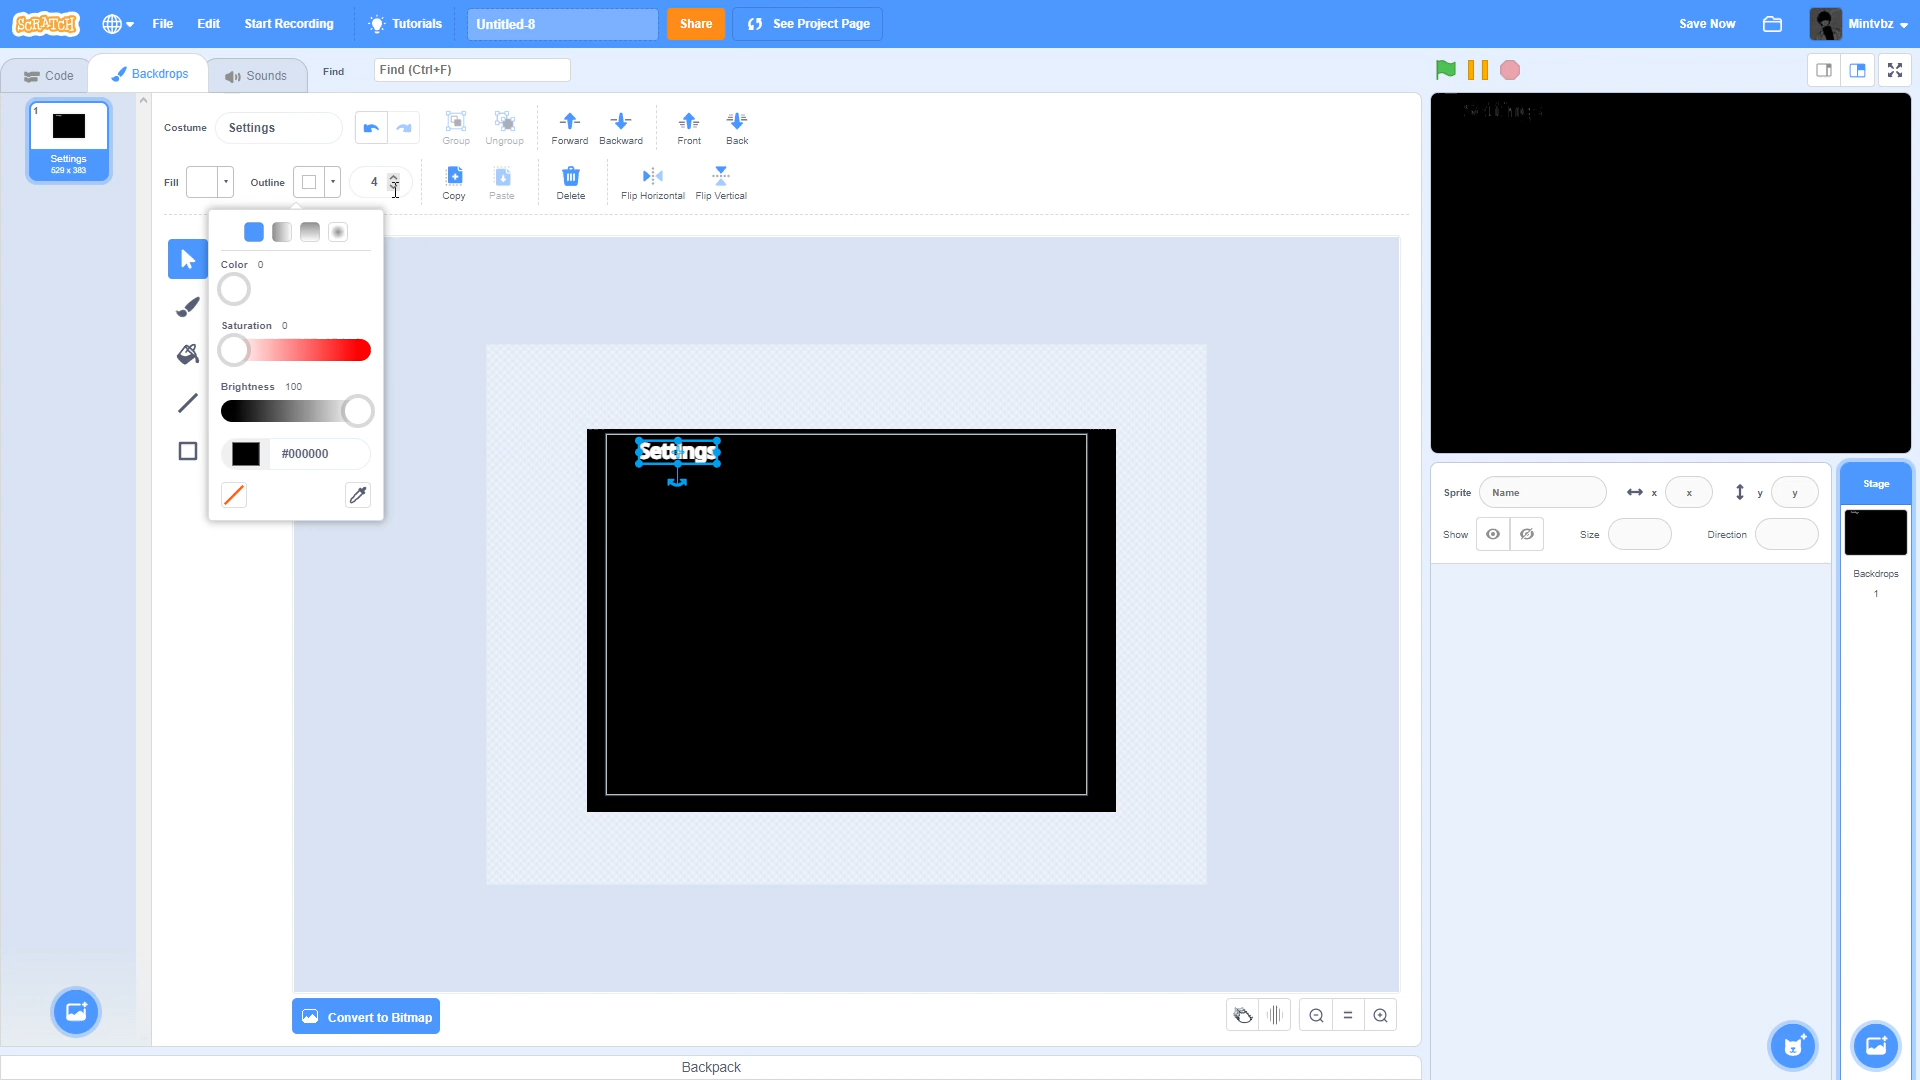 SCRATCH
File
Edit
Start Recording
Tutorials
Untitled-8
Share
See Project Page
Save Now
Mintvbz
Code
Backdrops
Sounds
Find
Find (Ctrl+F)
1
Settings
529 x 383
Costume
Settings
Group
Ungroup
Forward
Backward
Front
Back
Fill
Outline
4
Copy
Paste
Delete
Flip Horizontal
Flip Vertical
Color 0
Saturation 0
Brightness 100
#000000
Settings
Settings
Convert to Bitmap
Backpack
Sprite
Name
x
x
y
y
Show
Size
Direction
Stage
Backdrops
1